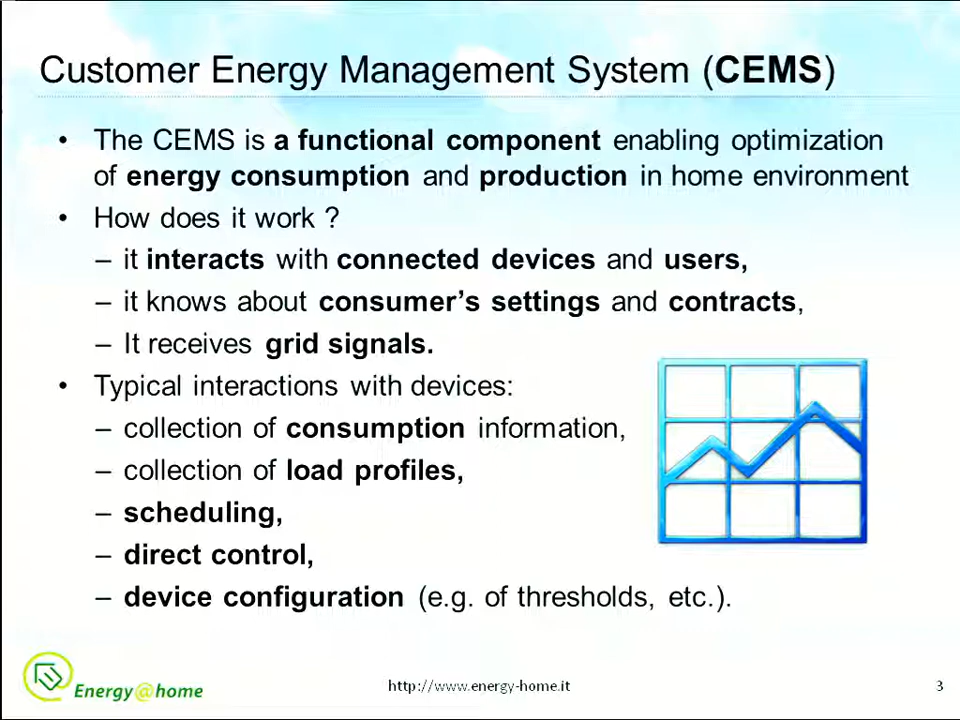 Customer Energy Management System (CEMS)
• The CEMS is a functional component enabling optimization
of energy consumption and production in home environment
• How does it work ?
– it interacts with connected devices and users,
– it knows about consumer’s settings and contracts,
– It receives grid signals.
• Typical interactions with devices:
– collection of consumption information,
– collection of load profiles,
– scheduling,
– direct control,
– device configuration (e.g. of thresholds, etc.).
Energy@home
http://www.energy-home.it
3